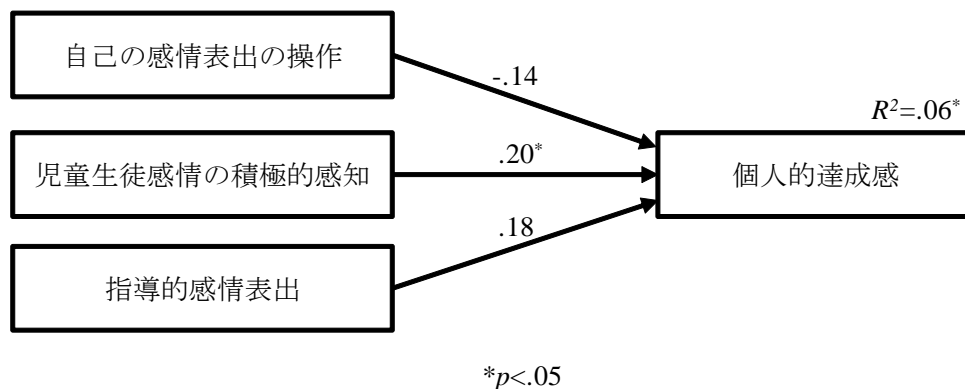 自己の感情表出の操作
-.14
R²=.06*
児童生徒感情の積極的感知
.20*
個人的達成感
.18
指導的感情表出
*p<.05